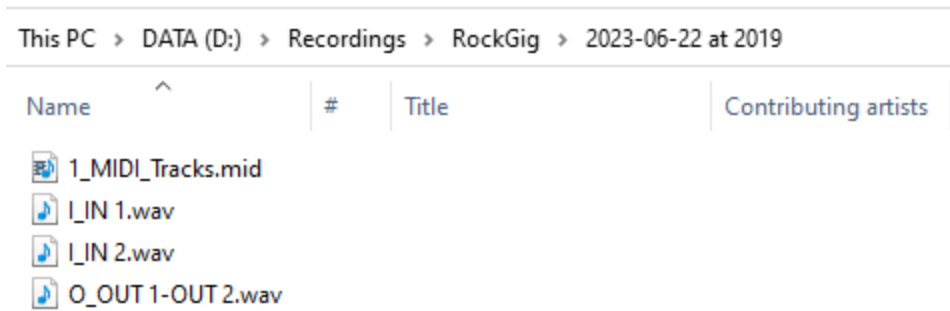 This PC > DATA (D:) > Recordings > RockGig > 2023-06-22 at 2019
Name # Title Contributing artists
1_MIDI_Tracks.mid
I_IN 1.wav
I_IN 2.wav
O_OUT 1-OUT 2.wav